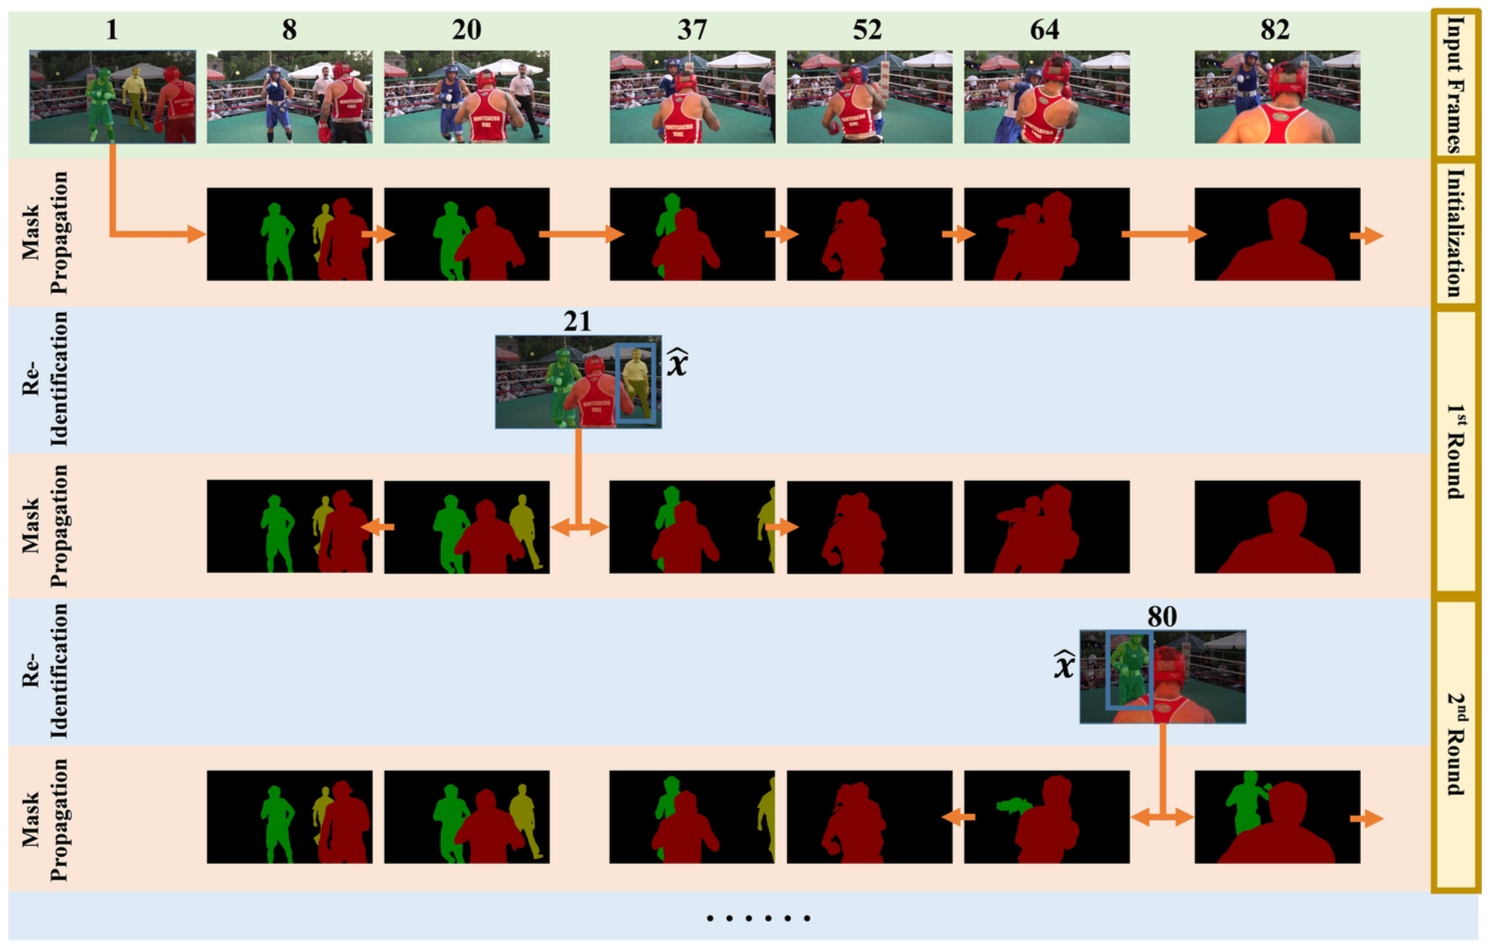 1 8 20 37 52 64 82
Input Frames
Mask
Propagation
Initialization
Re-
Identification
21
x̂
1st Round
Mask
Propagation
Re-
Identification
80
x̂
2nd Round
Mask
Propagation
......